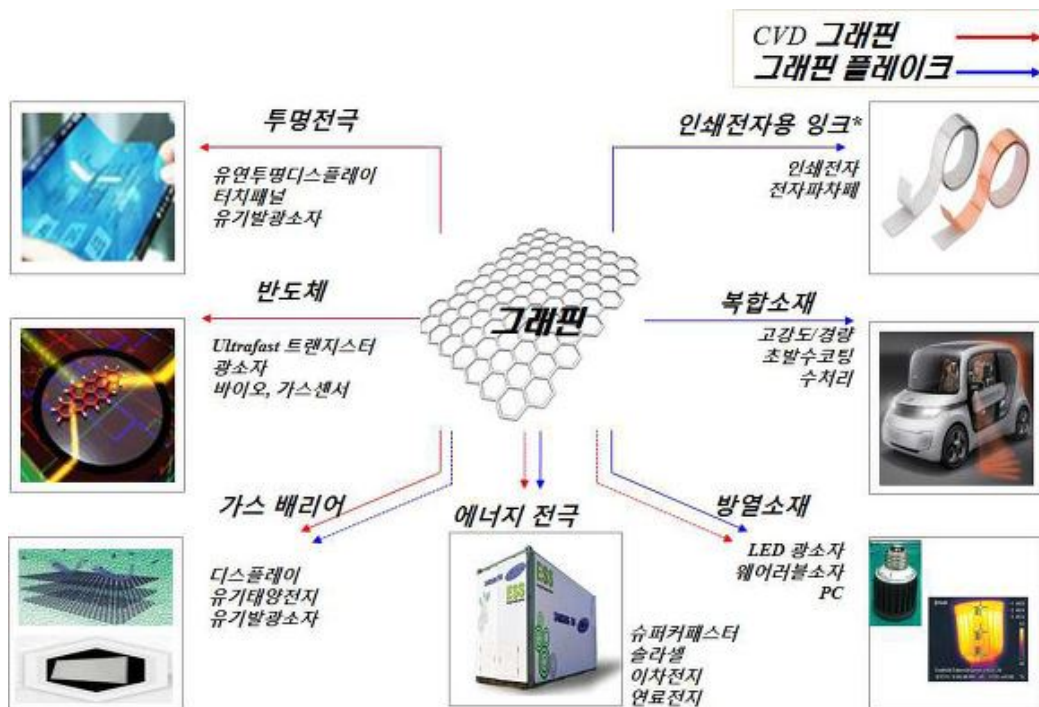 CVD 그래핀
그래핀 플레이크
투명전극
유연투명디스플레이
터치패널
유기발광소자
인쇄전자용 잉크*
인쇄전자
전자파차폐
반도체
Ultrafast 트랜지스터
광소자
바이오, 가스센서
그래핀
복합소재
고강도/경량
초발수코팅
수처리
가스 배리어
디스플레이
유기태양전지
유기발광소자
에너지 전극
ESS
ESS
슈퍼커패스터
슬라셀
이차전지
연료전지
방열소재
LED 광소자
웨어러블소자
PC